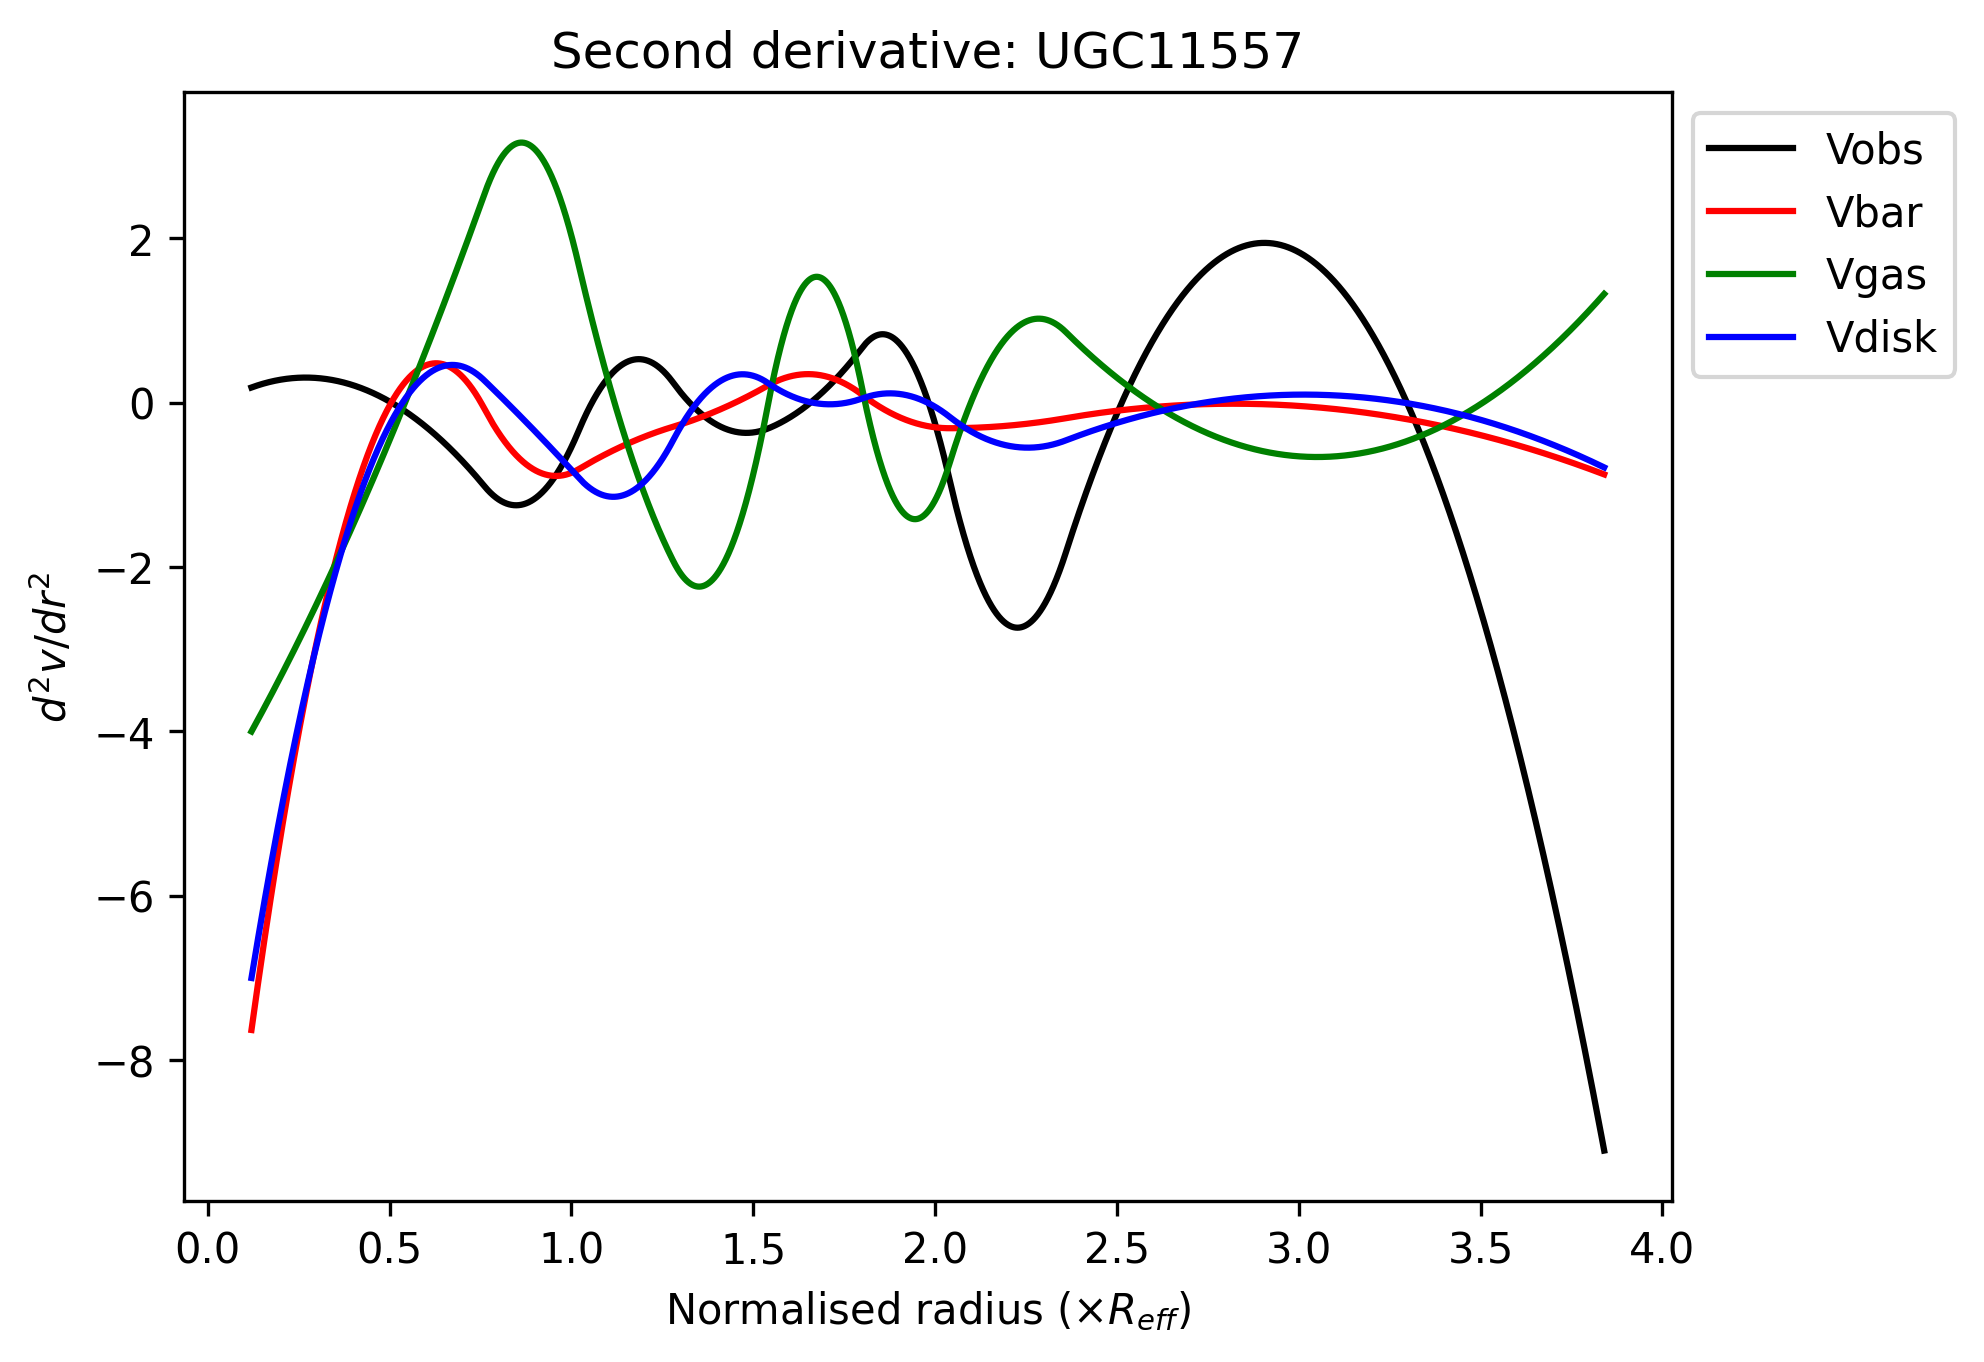 Second derivative: UGC11557
Vobs
Vbar
Vgas
Vdisk
2
0
−2
−4
−6
−8
d²v/dr²
0.0 0.5 1.0 1.5 2.0 2.5 3.0 3.5 4.0
Normalised radius (×R_eff)